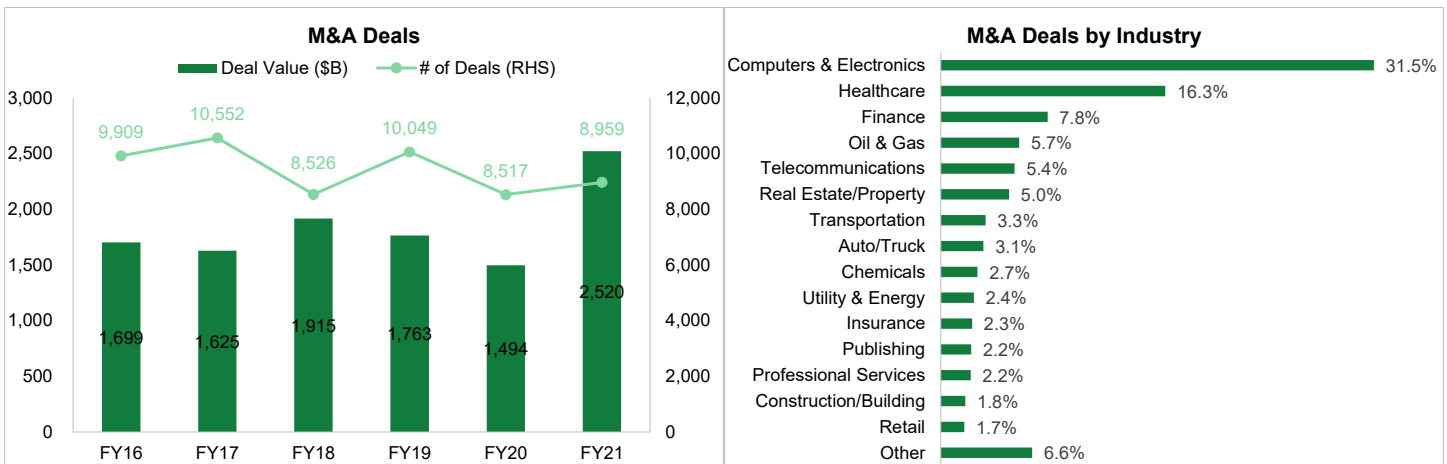 M&A Deals
Deal Value ($B) # of Deals (RHS)
3,000 12,000
2,500 10,000
2,000 8,000
1,500 6,000
1,000 4,000
500 2,000
0 0
9,909 10,552 8,526 10,049 8,517 8,959
1,699 1,625 1,915 1,763 1,494 2,520
FY16 FY17 FY18 FY19 FY20 FY21
M&A Deals by Industry
Computers & Electronics 31.5%
Healthcare 16.3%
Finance 7.8%
Oil & Gas 5.7%
Telecommunications 5.4%
Real Estate/Property 5.0%
Transportation 3.3%
Auto/Truck 3.1%
Chemicals 2.7%
Utility & Energy 2.4%
Insurance 2.3%
Publishing 2.2%
Professional Services 2.2%
Construction/Building 1.8%
Retail 1.7%
Other 6.6%